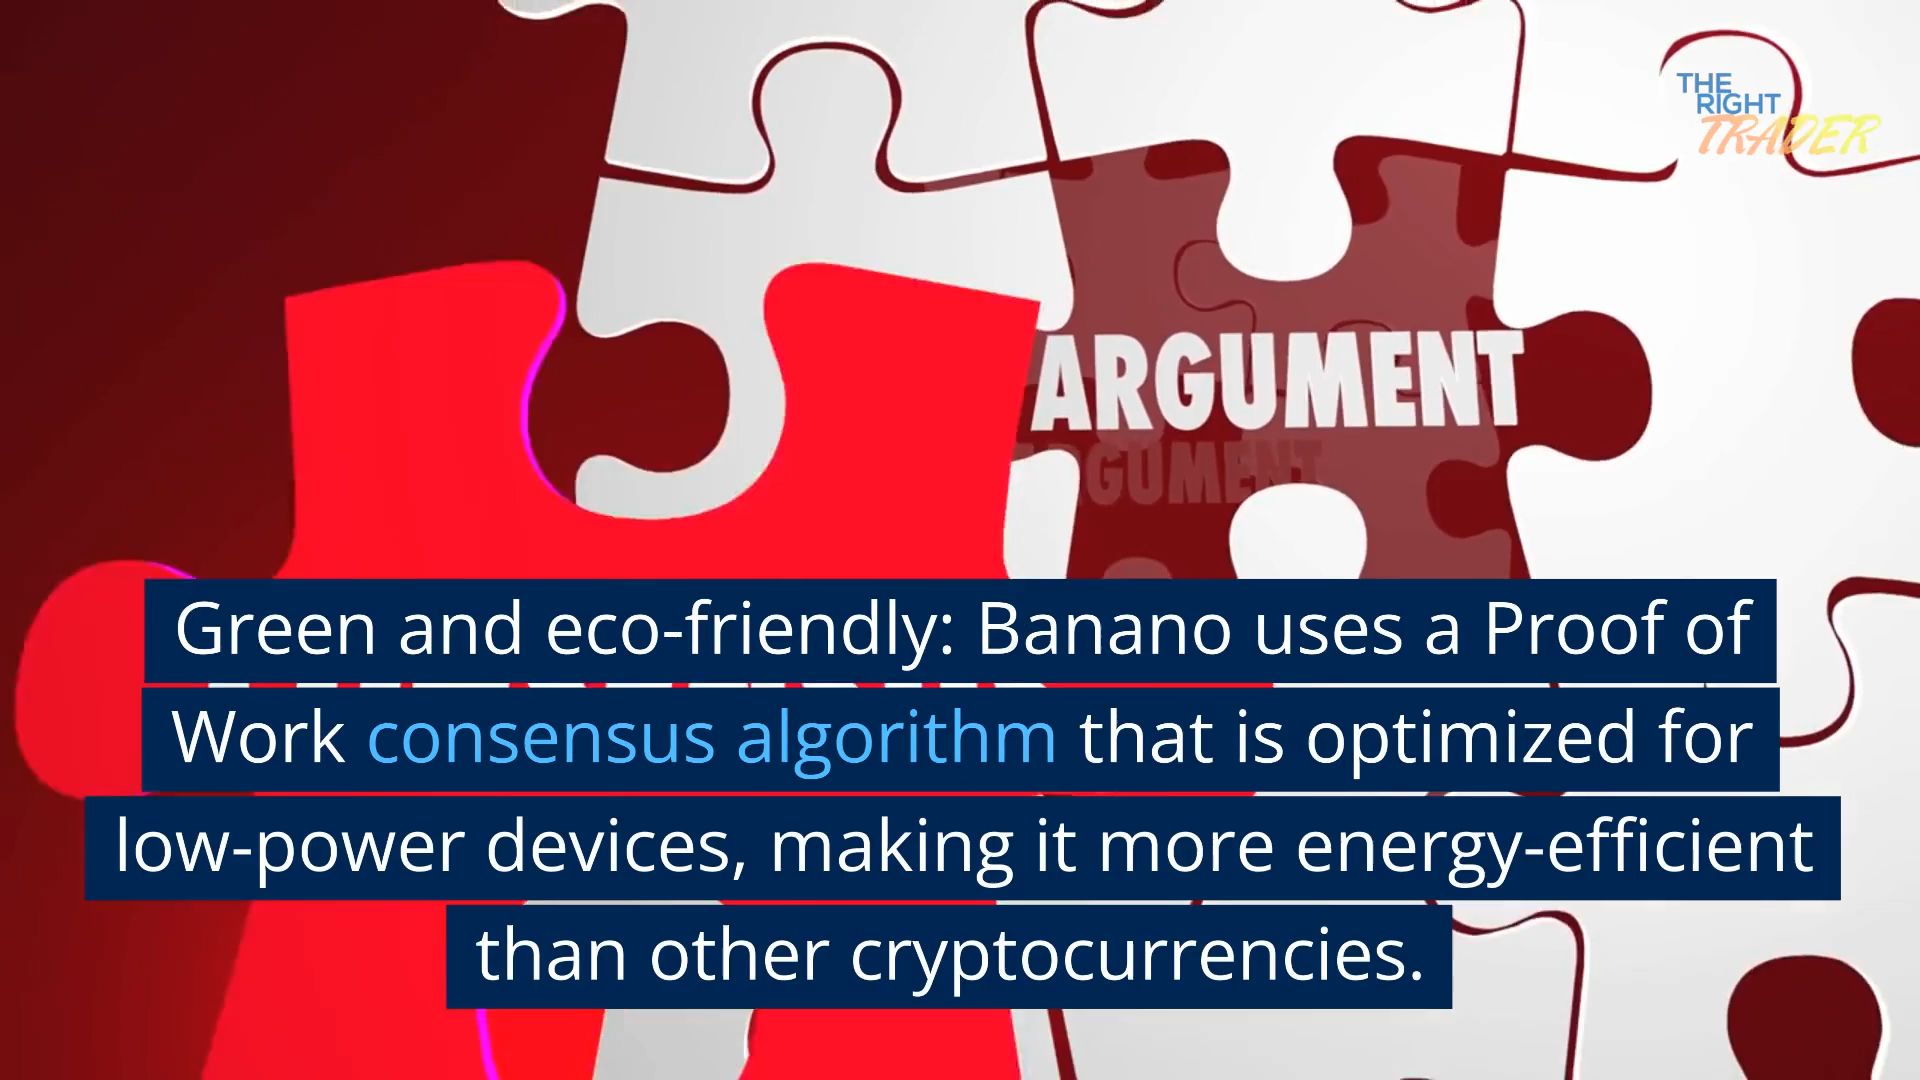 THE
RIGHT
TRADER
ARGUMENT
Green and eco-friendly: Banano uses a Proof of
Work consensus algorithm that is optimized for
low-power devices, making it more energy-efficient
than other cryptocurrencies.